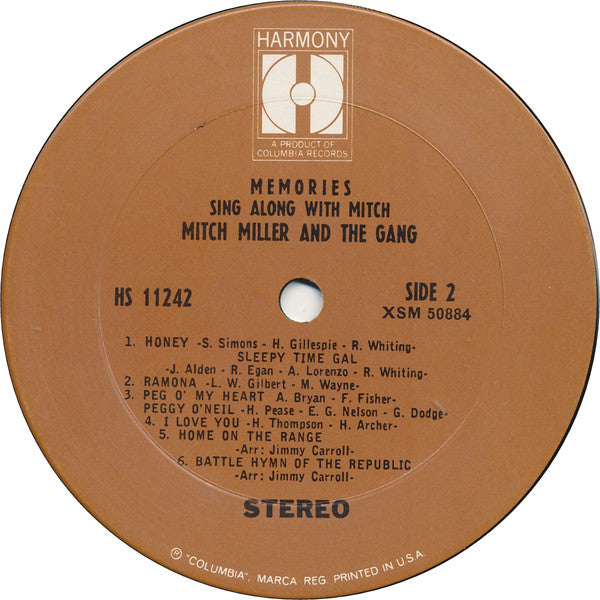 HARMONY
A PRODUCT OF
COLUMBIA RECORDS
MEMORIES
SING ALONG WITH MITCH
MITCH MILLER AND THE GANG
HS 11242
SIDE 2
XSM 50884
1. HONEY -S. Simons - H. Gillespie - R. Whiting-
SLEEPY TIME GAL
-J. Alden - R. Egan - A. Lorenzo - R. Whiting-
2. RAMONA -L. W. Gilbert - M. Wayne-
3. PEG O' MY HEART A. Bryan - F. Fisher-
PEGGY O'NEIL -H. Pease - E. G. Nelson - G. Dodge-
4. I LOVE YOU -H. Thompson - H. Archer-
5. HOME ON THE RANGE
-Arr: Jimmy Carroll-
6. BATTLE HYMN OF THE REPUBLIC
-Arr: Jimmy Carroll-
STEREO
® "COLUMBIA", MARCA REG. PRINTED IN U.S.A.